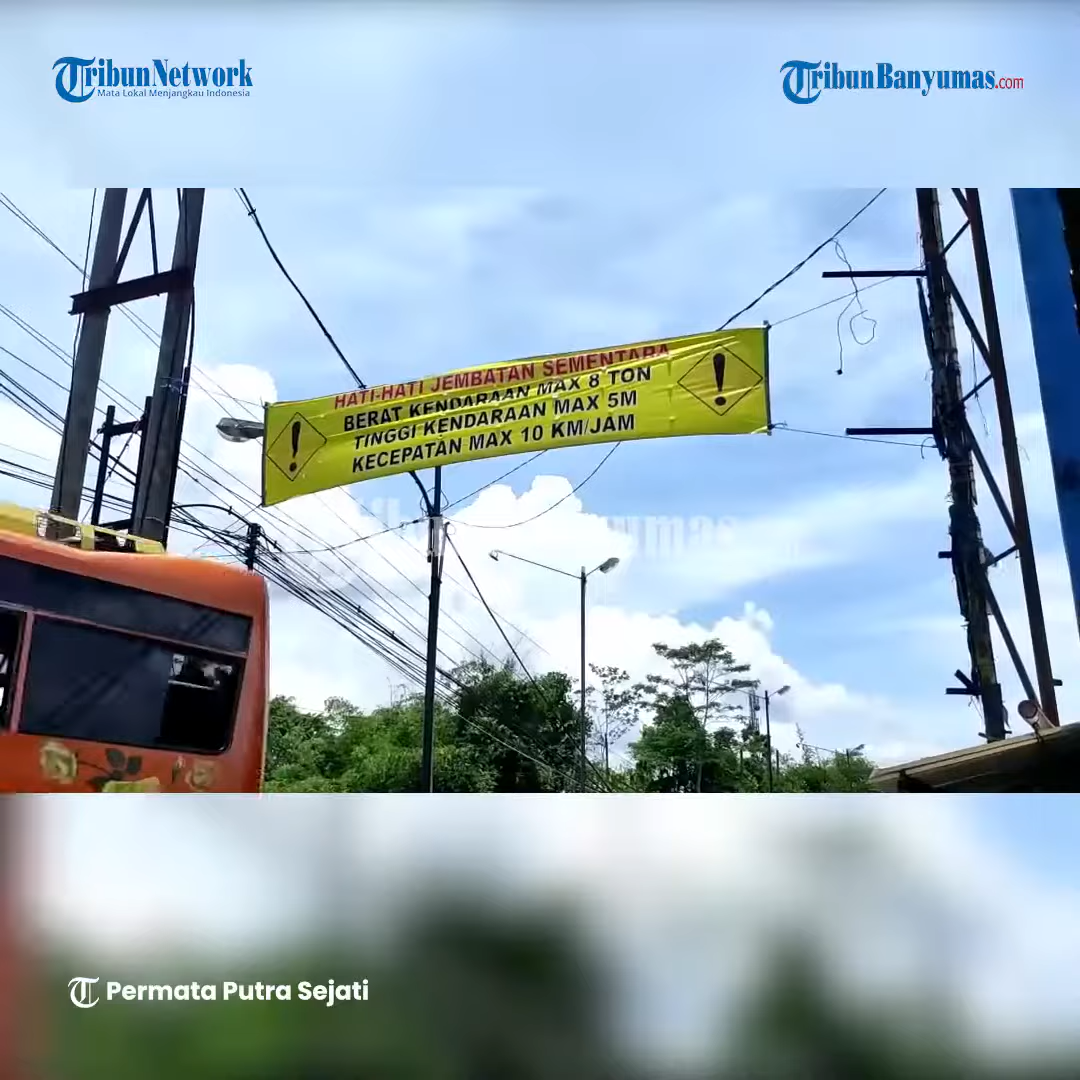 TribunNetwork
Mata Lokal Menjangkau Indonesia
TribunBanyumas.com
HATI-HATI JEMBATAN SEMENTARA
BERAT KENDARAAN MAX 8 TON
TINGGI KENDARAAN MAX 5M
KECEPATAN MAX 10 KM/JAM
Permata Putra Sejati